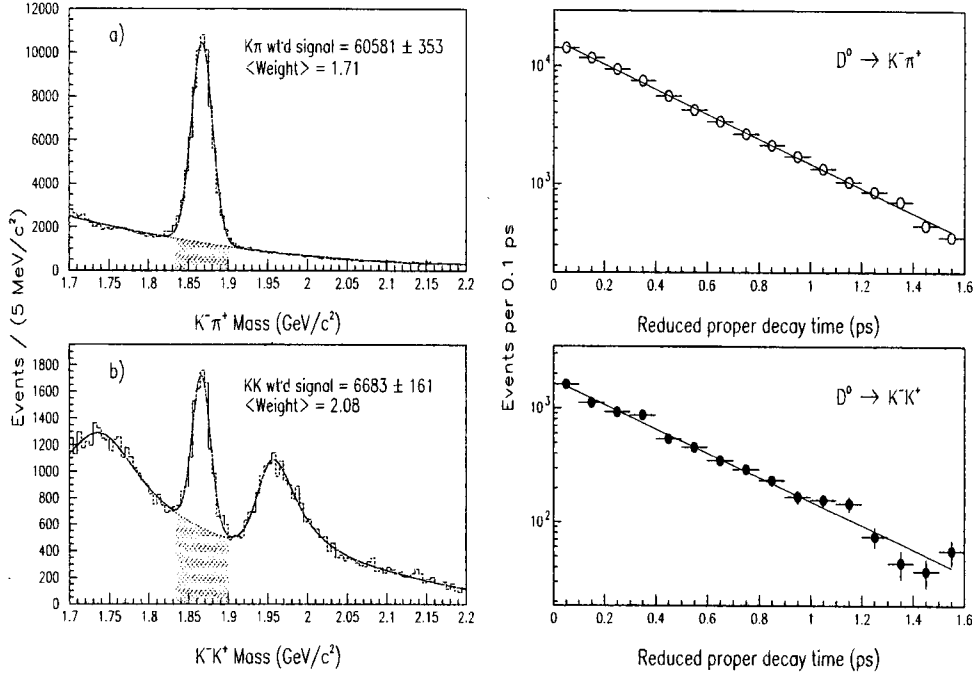 12000
10000
8000
6000
4000
2000
0
a)
Kπ wt'd signal = 60581 ± 353
<Weight> = 1.71
1.7 1.75 1.8 1.85 1.9 1.95 2 2.05 2.1 2.15 2.2
K⁻π⁺ Mass (GeV/c²)
10⁴
10³
D⁰ → K⁻π⁺
0 0.2 0.4 0.6 0.8 1 1.2 1.4 1.6
Reduced proper decay time (ps)
Events / (5 MeV/c²)
Events per 0.1 ps
1800
1600
1400
1200
1000
800
600
400
200
0
b)
KK wt'd signal = 6683 ± 161
<Weight> = 2.08
1.7 1.75 1.8 1.85 1.9 1.95 2 2.05 2.1 2.15 2.2
K⁻K⁺ Mass (GeV/c²)
10³
10²
D⁰ → K⁻K⁺
0 0.2 0.4 0.6 0.8 1 1.2 1.4 1.6
Reduced proper decay time (ps)